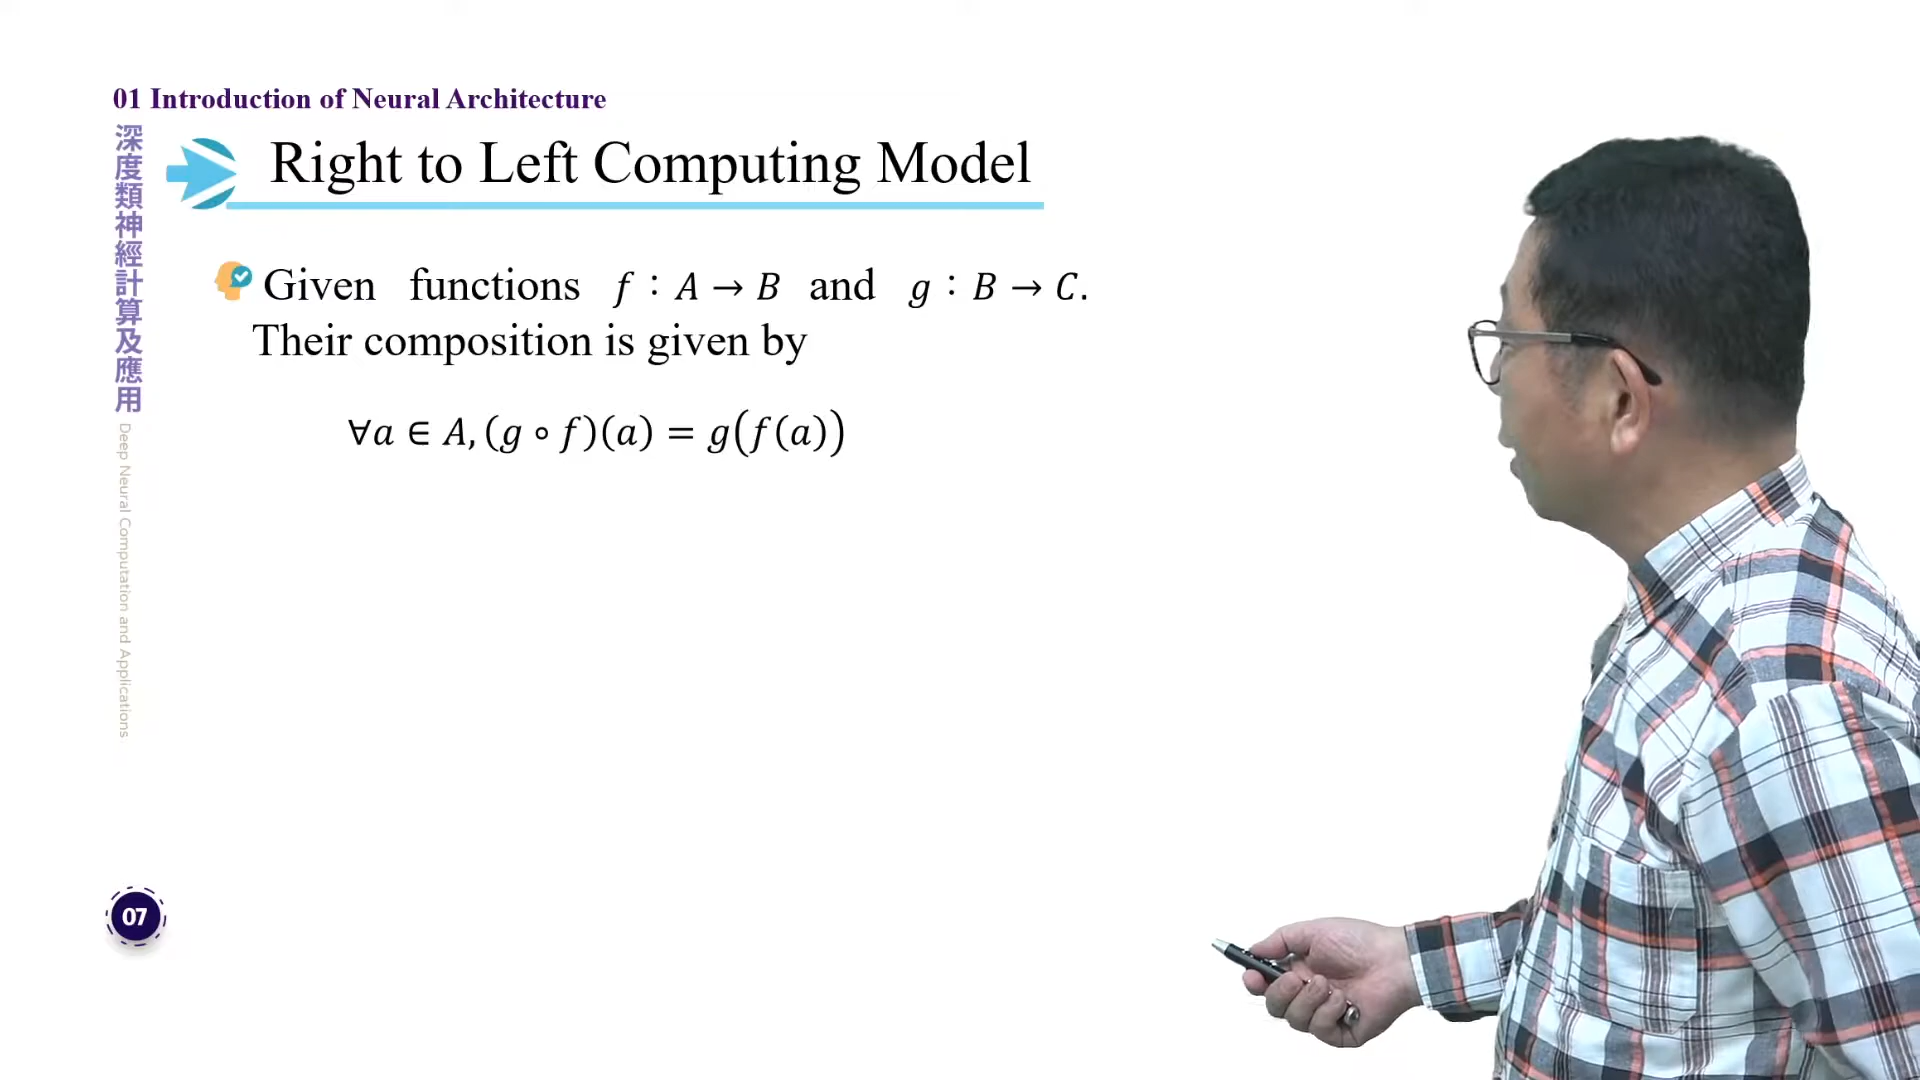 01 Introduction of Neural Architecture
深度類神經計算及應用
Deep Neural Computation and Applications
Right to Left Computing Model
Given functions f : A → B and g : B → C.
Their composition is given by
∀a ∈ A, (g ∘ f)(a) = g(f(a))
07